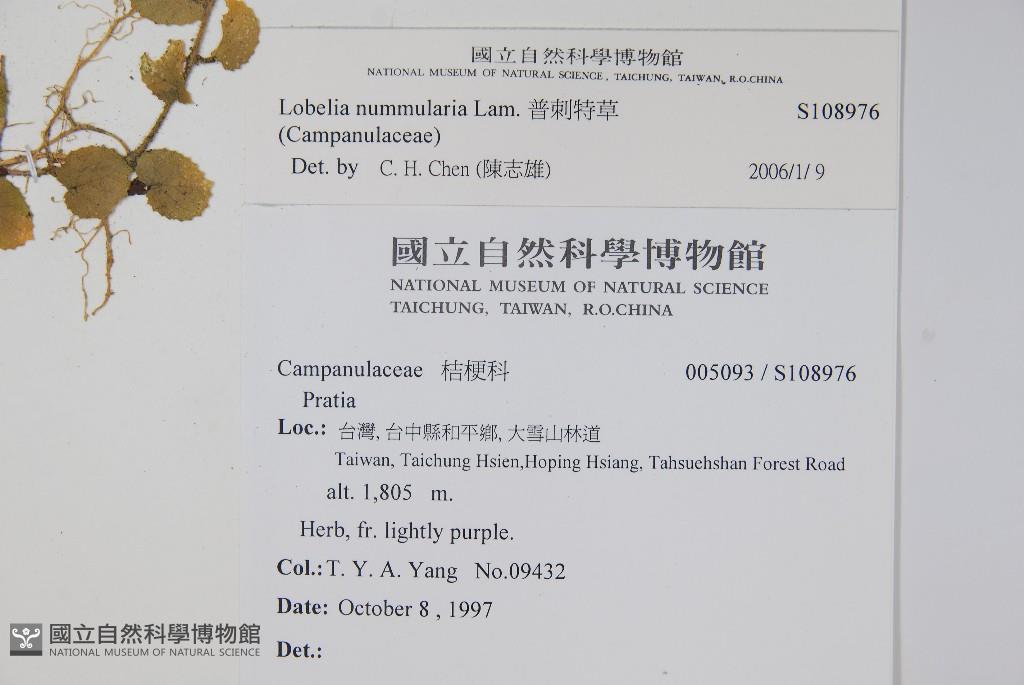 國立自然科學博物館
NATIONAL MUSEUM OF NATURAL SCIENCE, TAICHUNG, TAIWAN, R.O.CHINA
Lobelia nummularia Lam. 普剌特草 S108976
(Campanulaceae)
Det. by C. H. Chen (陳志雄) 2006/1/ 9
國立自然科學博物館
NATIONAL MUSEUM OF NATURAL SCIENCE
TAICHUNG, TAIWAN, R.O.CHINA
Campanulaceae 桔梗科 005093 / S108976
Pratia
Loc.: 台灣, 台中縣和平鄉, 大雪山林道
Taiwan, Taichung Hsien,Hoping Hsiang, Tahsuehshan Forest Road
alt. 1,805 m.
Herb, fr. lightly purple.
Col.: T. Y. A. Yang No.09432
Date: October 8 , 1997
Det.:
國立自然科學博物館
NATIONAL MUSEUM OF NATURAL SCIENCE